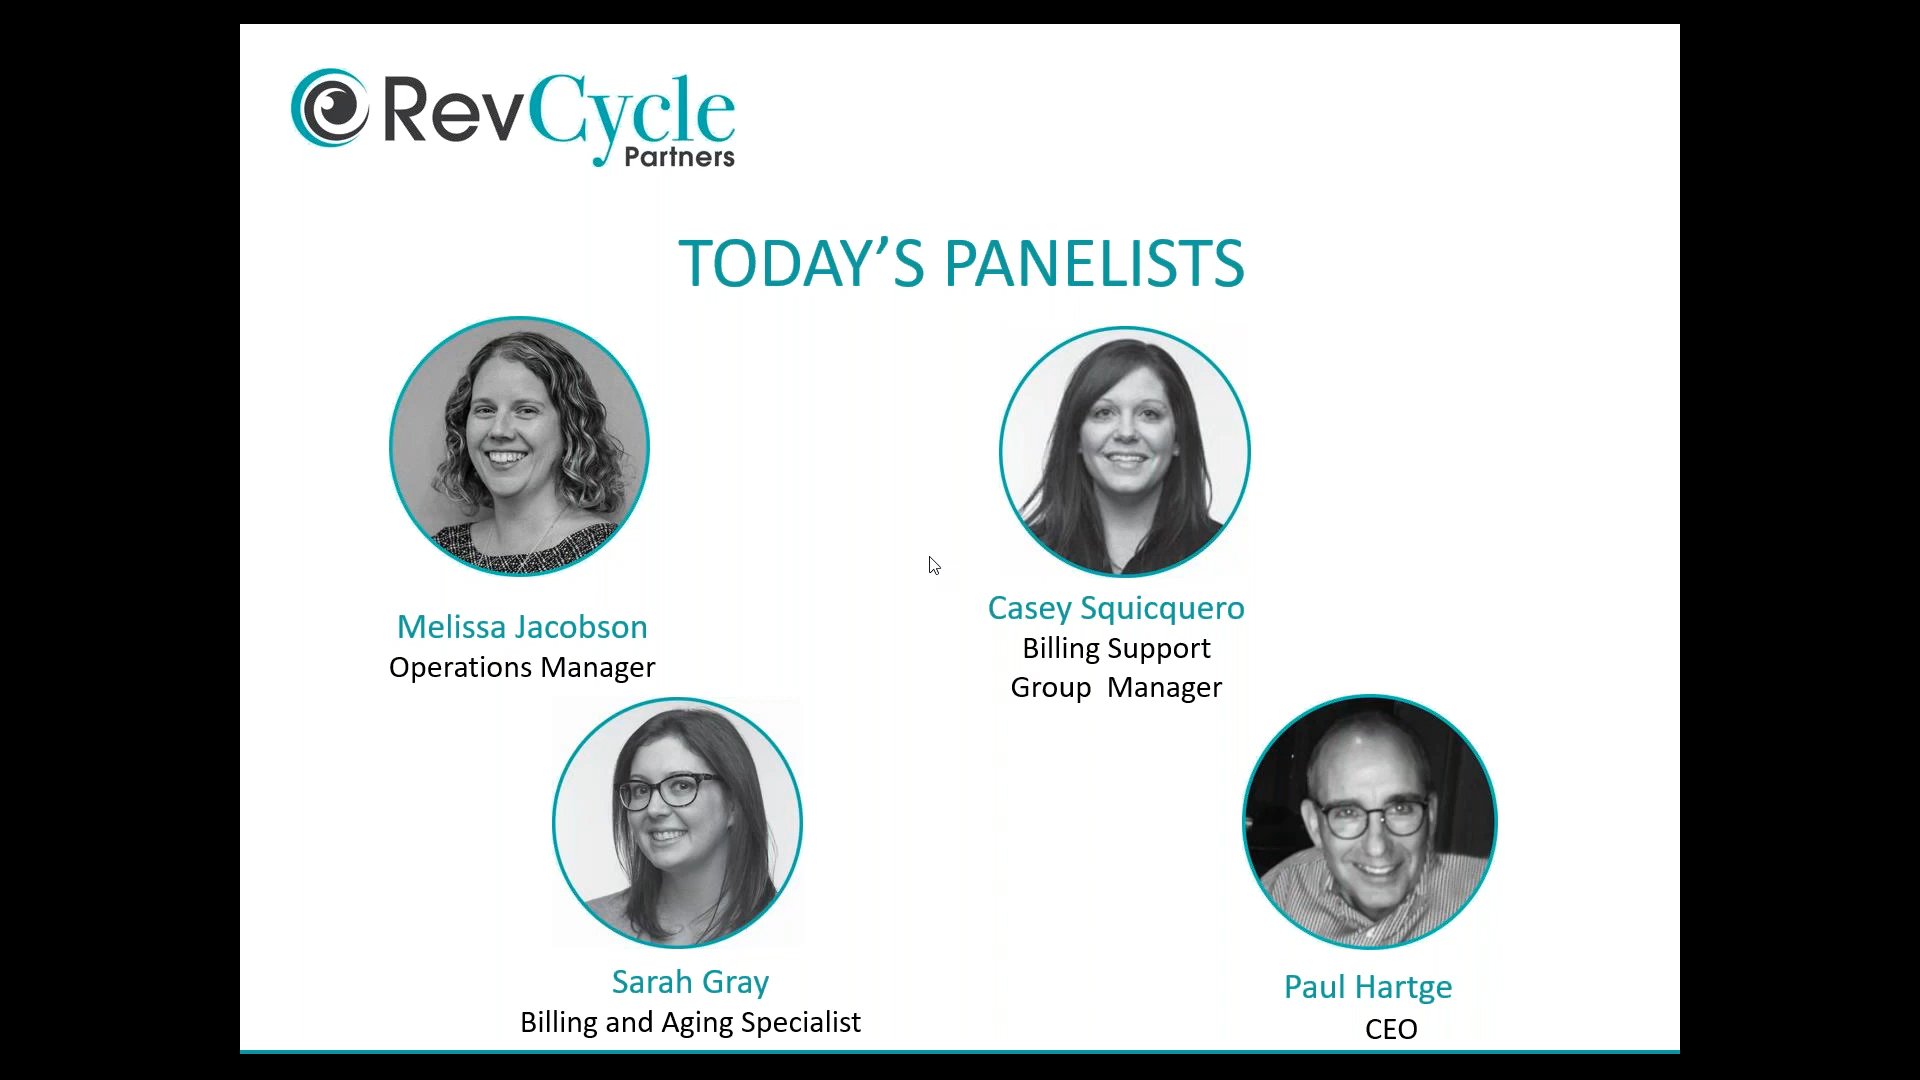 RevCycle
Partners
TODAY’S PANELISTS
Melissa Jacobson
Operations Manager
Casey Squicquero
Billing Support
Group Manager
Sarah Gray
Billing and Aging Specialist
Paul Hartge
CEO